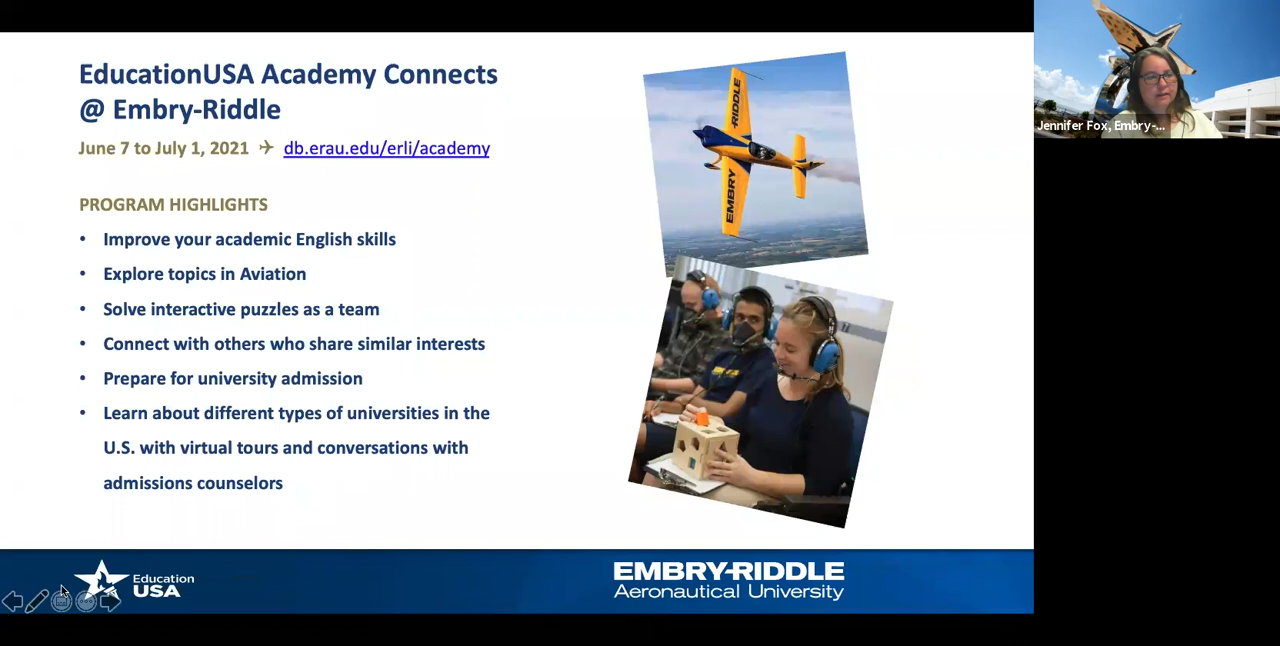 EducationUSA Academy Connects
@ Embry-Riddle
June 7 to July 1, 2021 ✈ db.erau.edu/erli/academy
PROGRAM HIGHLIGHTS
• Improve your academic English skills
• Explore topics in Aviation
• Solve interactive puzzles as a team
• Connect with others who share similar interests
• Prepare for university admission
• Learn about different types of universities in the
U.S. with virtual tours and conversations with
admissions counselors
RIDDLE
EMBRY
Education
USA
EMBRY-RIDDLE
Aeronautical University
Jennifer Fox, Embry-...